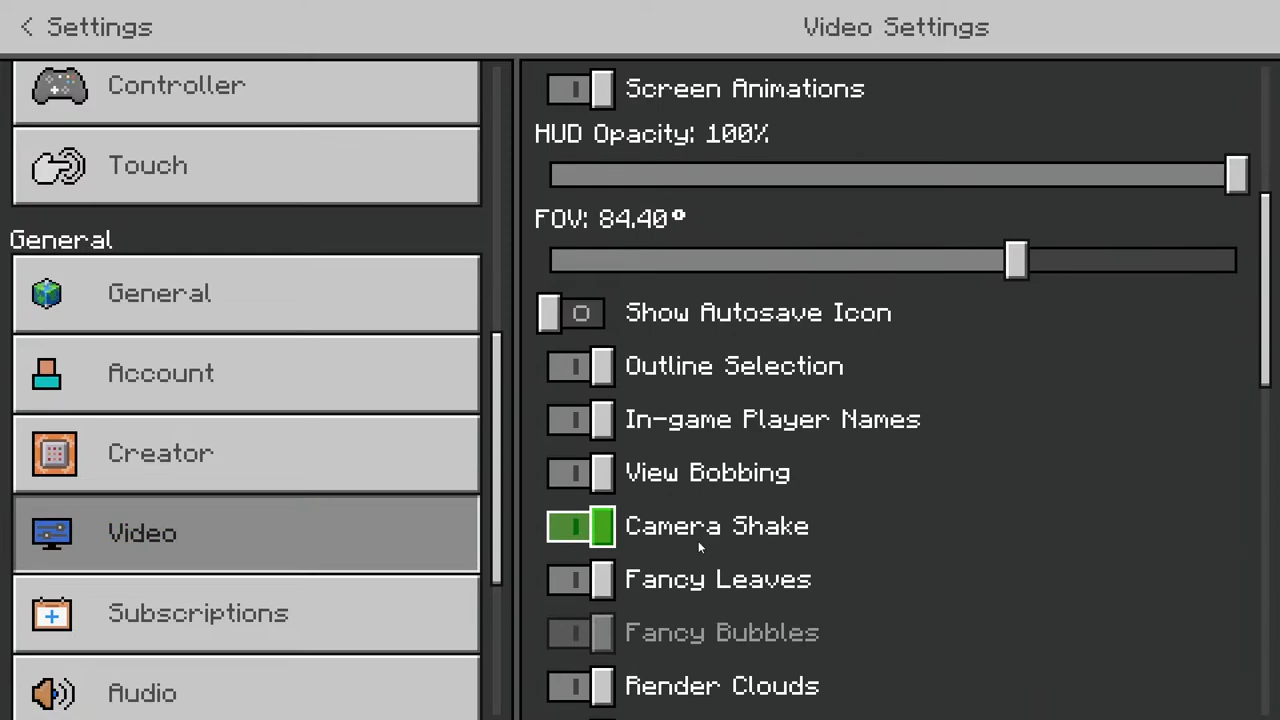 Settings
Video Settings
Controller
Touch
General
General
Account
Creator
Video
Subscriptions
Audio
Screen Animations
HUD Opacity: 100%
FOV: 84.40°
Show Autosave Icon
Outline Selection
In-game Player Names
View Bobbing
Camera Shake
Fancy Leaves
Fancy Bubbles
Render Clouds